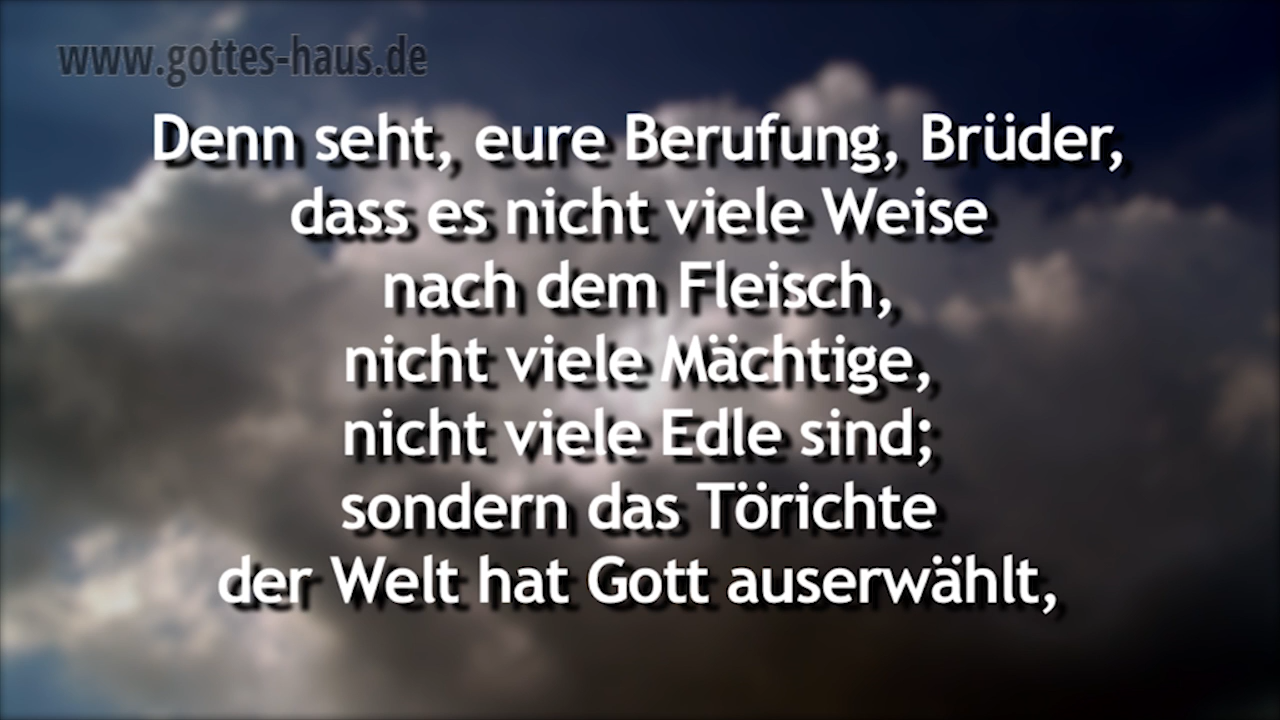 www.gottes-haus.de
Denn seht, eure Berufung, Brüder,
dass es nicht viele Weise
nach dem Fleisch,
nicht viele Mächtige,
nicht viele Edle sind;
sondern das Törichte
der Welt hat Gott auserwählt,